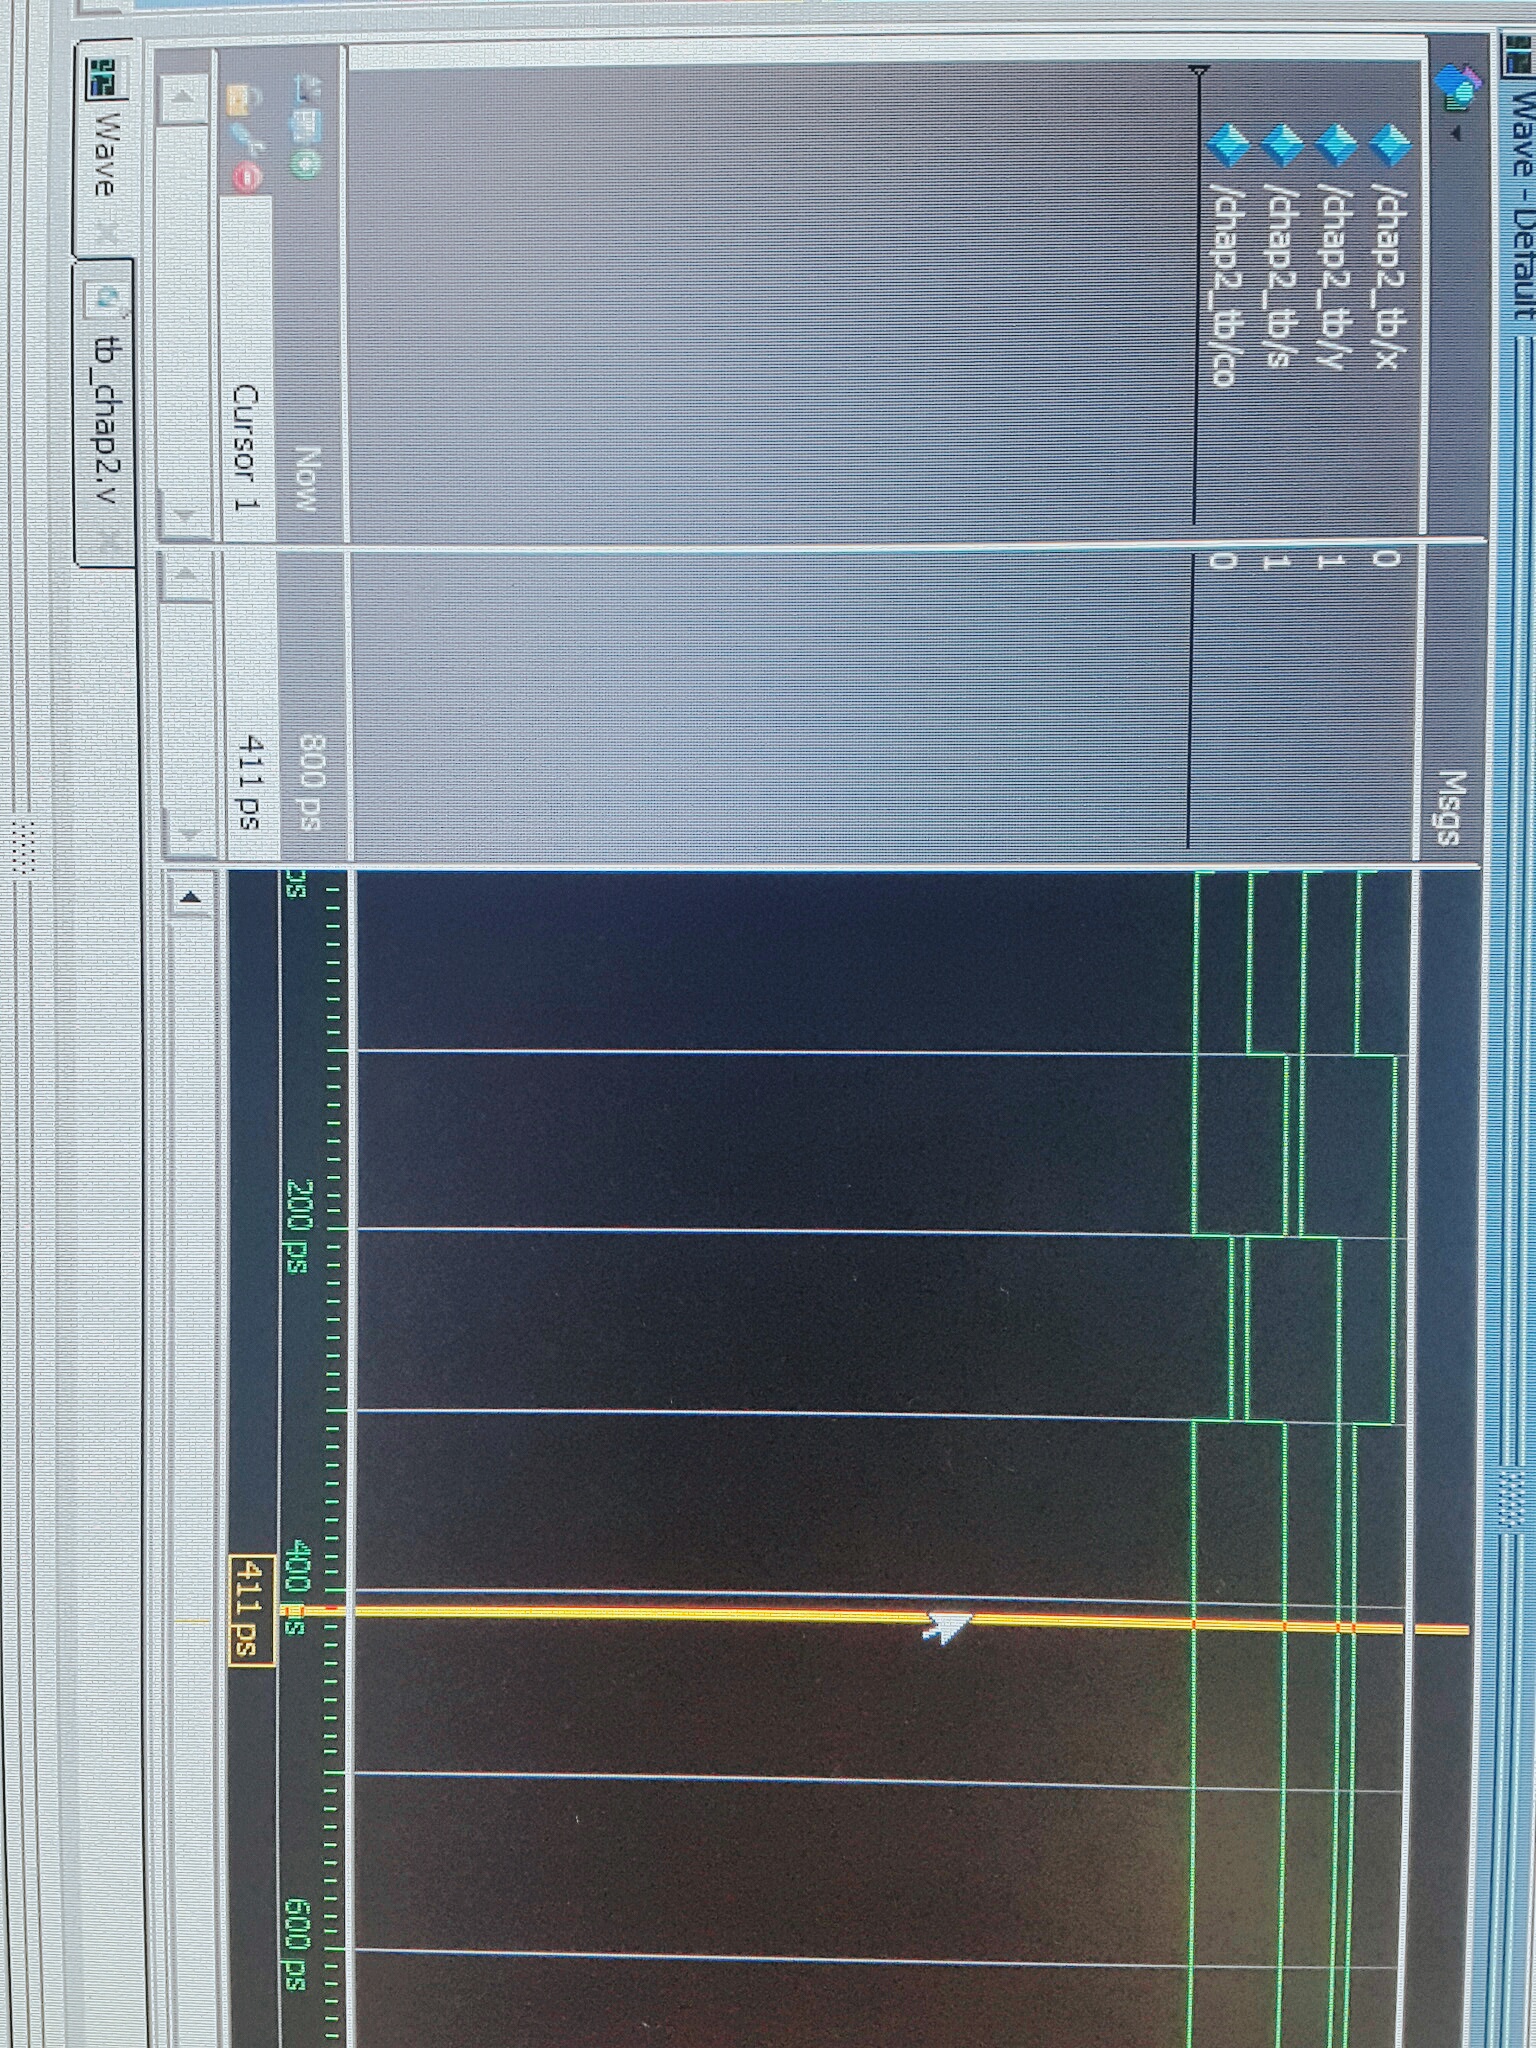 Wave - Default
Msgs
/chap2_tb/x 0
/chap2_tb/y 1
/chap2_tb/s 1
/chap2_tb/co 0
Now 800 ps
ps 200 ps 400 ps 600 ps
Cursor 1 411 ps 411 ps
Wave tb_chap2.v